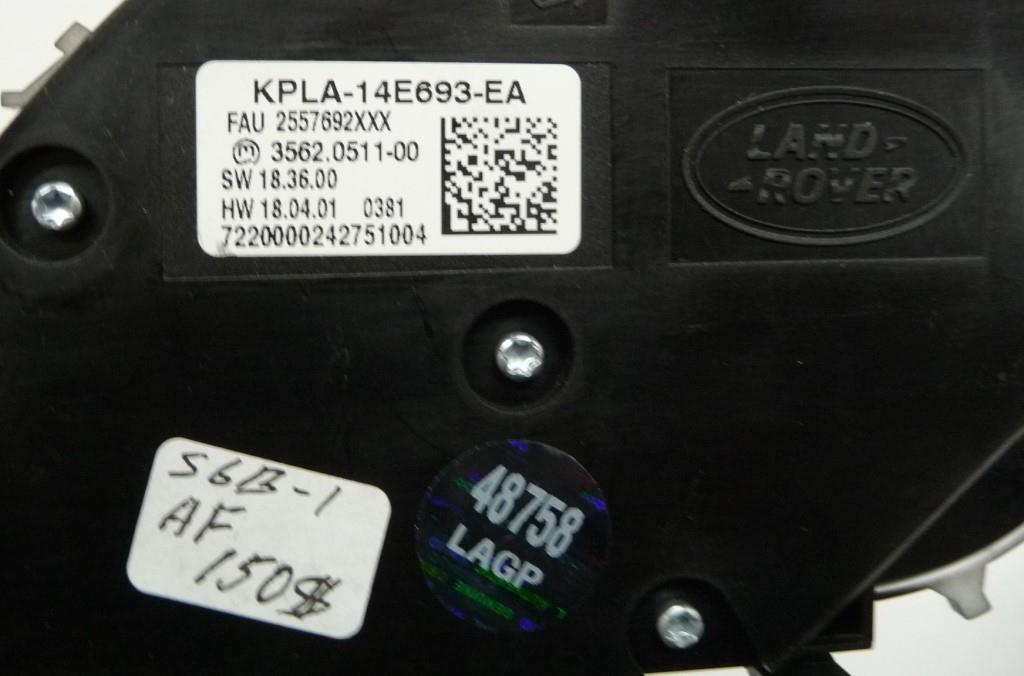 KPLA-14E693-EA
FAU 2557692XXX
3562.0511-00
SW 18.36.00
HW 18.04.01 0381
7220000242751004
LAND-
-ROVER
S6B-1
AF
150$
48758
LAGP
GENUINE